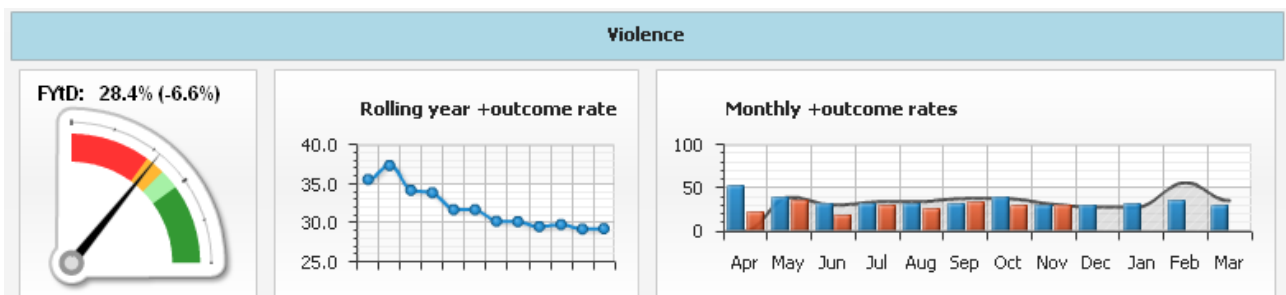 Violence
FYtD: 28.4% (-6.6%)
Rolling year +outcome rate
40.0
35.0
30.0
25.0
Monthly +outcome rates
100
50
0
Apr May Jun Jul Aug Sep Oct Nov Dec Jan Feb Mar